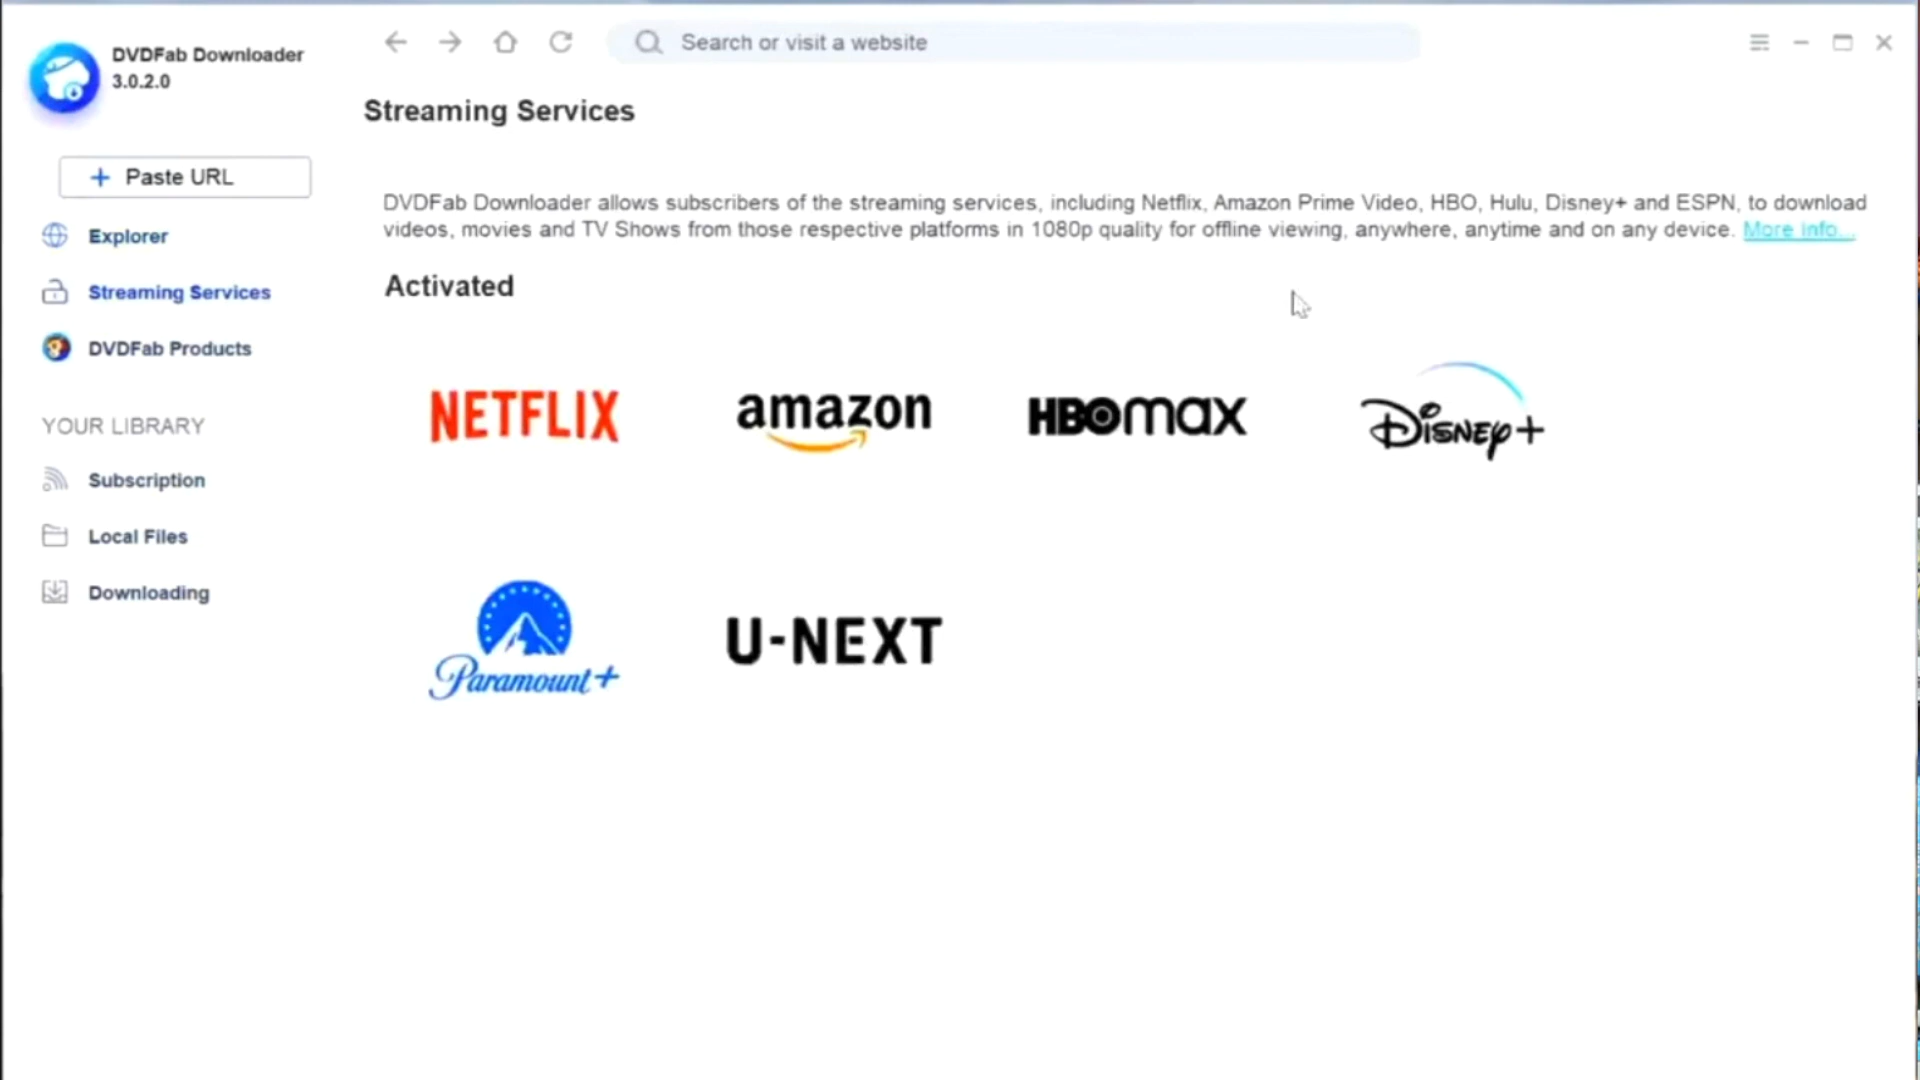 DVDFab Downloader
3.0.2.0
Search or visit a website
Streaming Services
Paste URL
Explorer
Streaming Services
DVDFab Products
YOUR LIBRARY
Subscription
Local Files
Downloading
DVDFab Downloader allows subscribers of the streaming services, including Netflix, Amazon Prime Video, HBO, Hulu, Disney+ and ESPN, to download
videos, movies and TV Shows from those respective platforms in 1080p quality for offline viewing, anywhere, anytime and on any device. More info...
Activated
NETFLIX
amazon
HBOmax
Disney+
Paramount+
U-NEXT